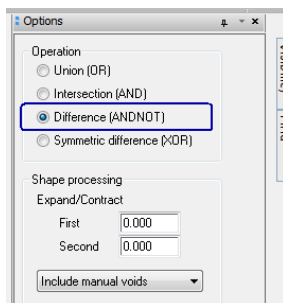 Options
Operation
Union (OR)
Intersection (AND)
Difference (ANDNOT)
Symmetric difference (XOR)
Shape processing
Expand/Contract
First 0.000
Second 0.000
Include manual voids